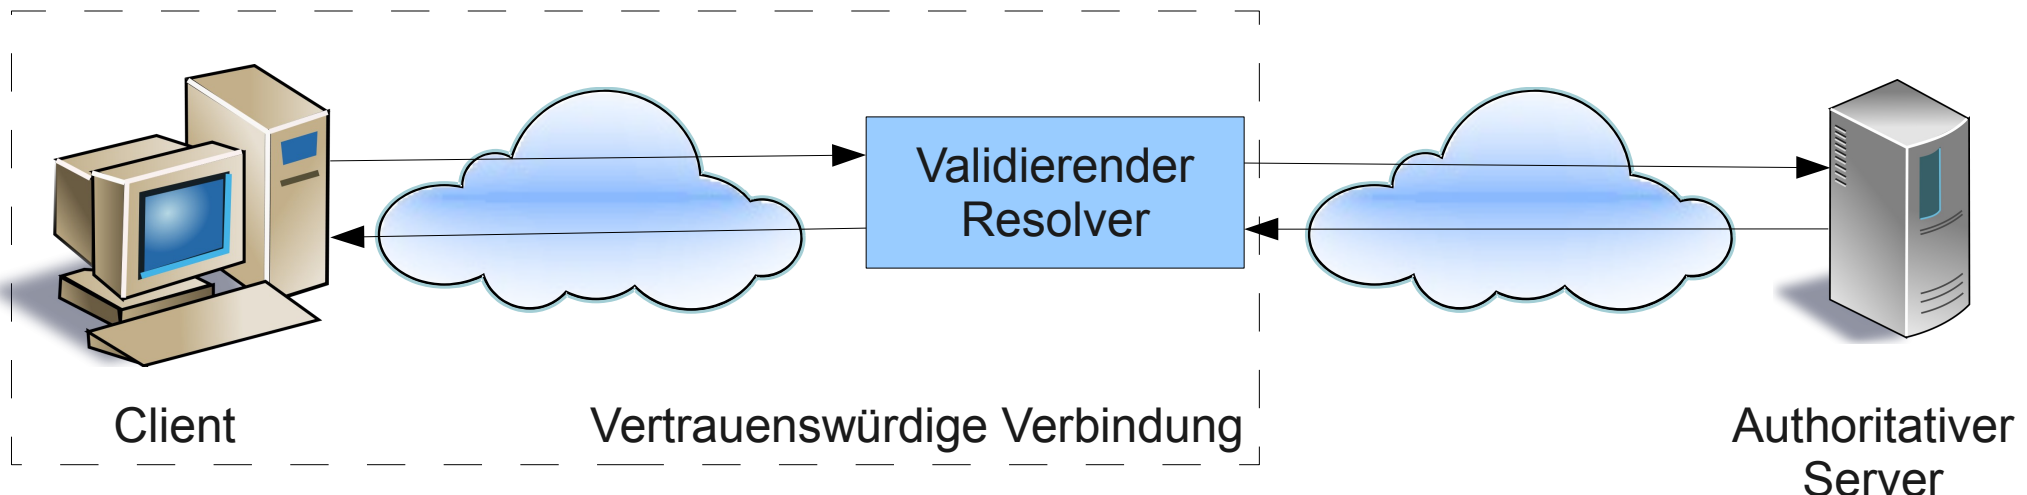 Validierender
Resolver
Client
Vertrauenswürdige Verbindung
Authoritativer
Server